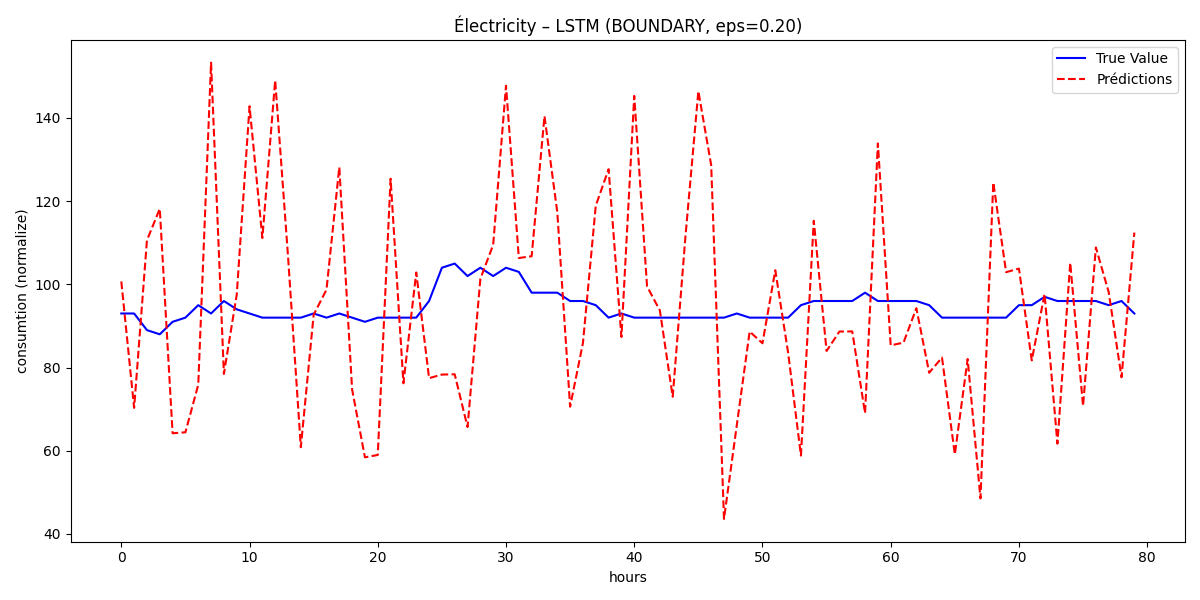 Électricity – LSTM (BOUNDARY, eps=0.20)
True Value
Prédictions
consumtion (normalize)
140
120
100
80
60
40
0 10 20 30 40 50 60 70 80
hours